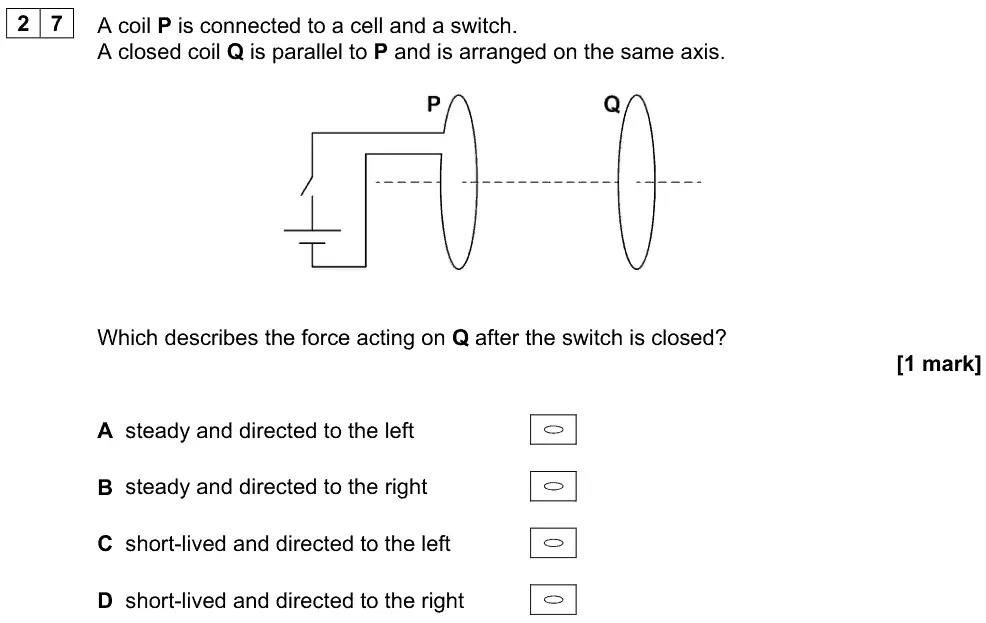 2 7 A coil P is connected to a cell and a switch.
A closed coil Q is parallel to P and is arranged on the same axis.
P Q
Which describes the force acting on Q after the switch is closed?
[1 mark]
A steady and directed to the left
B steady and directed to the right
C short-lived and directed to the left
D short-lived and directed to the right